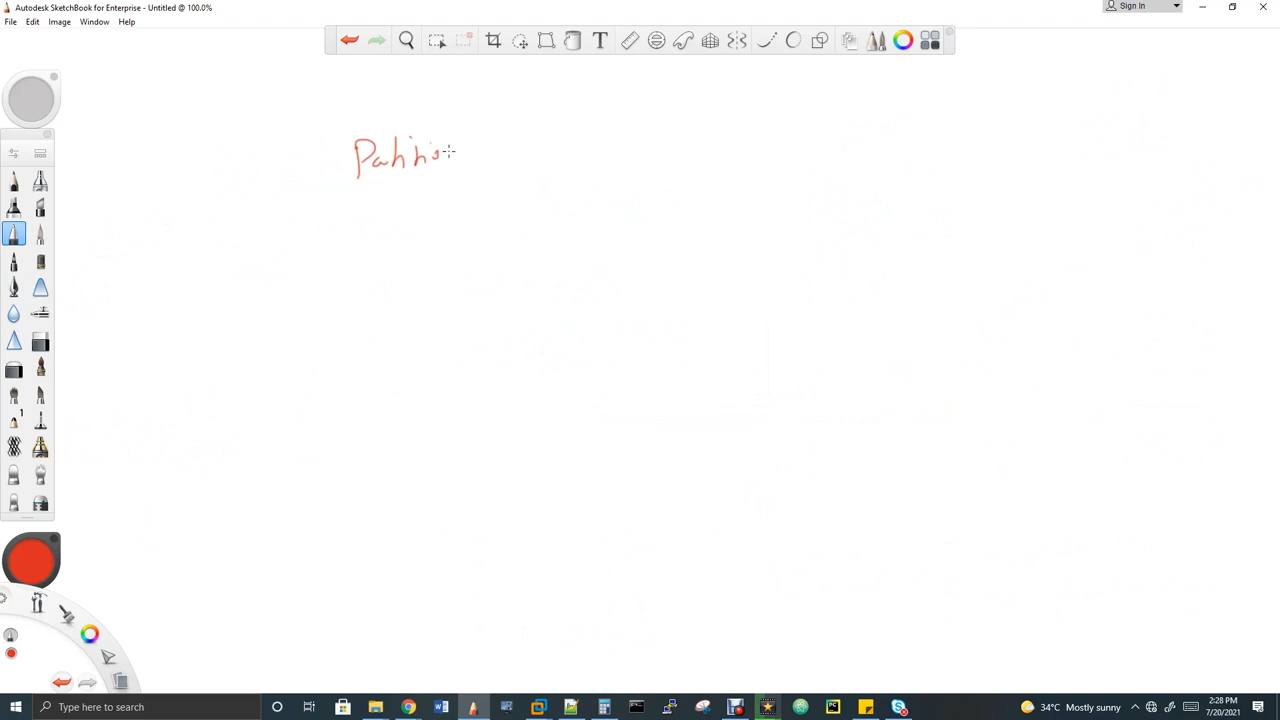 Autodesk SketchBook for Enterprise - Untitled @ 100.0%
Sign In
File Edit Image Window Help
1
Type here to search
34°C Mostly sunny
2:28 PM
7/20/2021